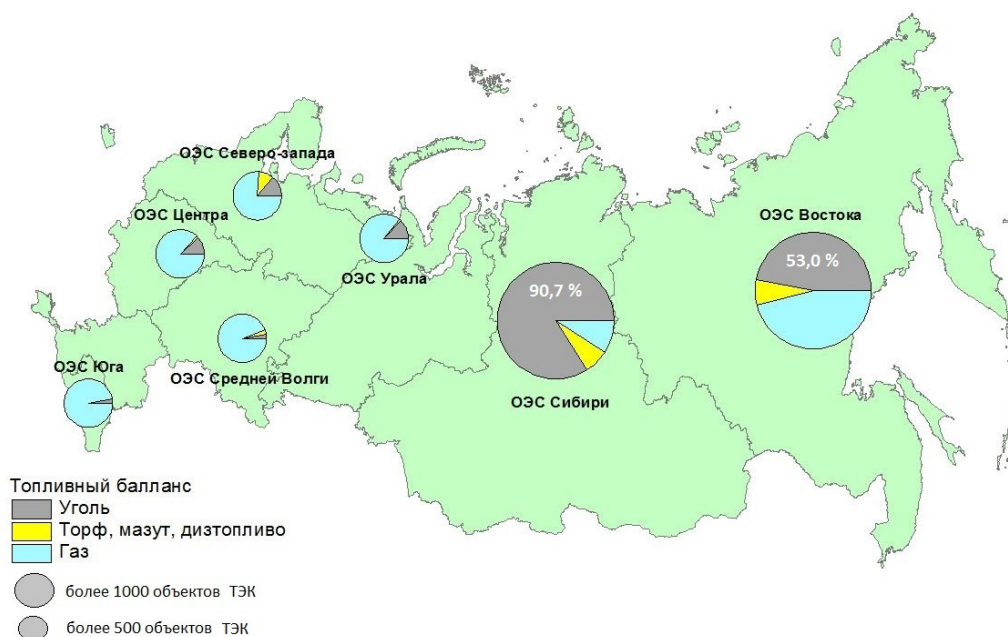 ОЭС Северо-запада
ОЭС Центра
ОЭС Востока
53,0 %
ОЭС Урала
90,7 %
ОЭС Юга
ОЭС Средней Волги
ОЭС Сибири
Топливный балланс
Уголь
Торф, мазут, дизтопливо
Газ
более 1000 объектов ТЭК
более 500 объектов ТЭК